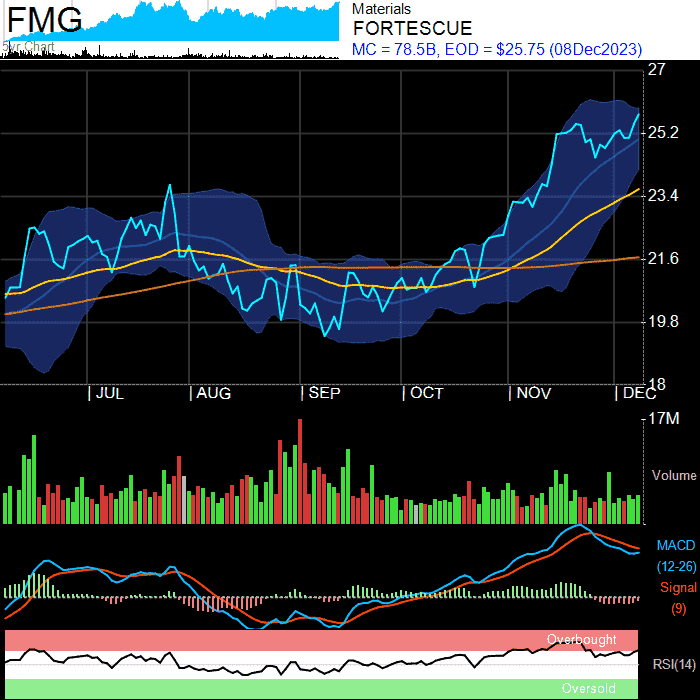 FMG
5yr Chart
Materials
FORTESCUE
MC = 78.5B, EOD = $25.75 (08Dec2023)
27
25.2
23.4
21.6
19.8
18
JUL AUG SEP OCT NOV DEC
17M
Volume
MACD
(12-26)
Signal
(9)
Overbought
RSI(14)
Oversold